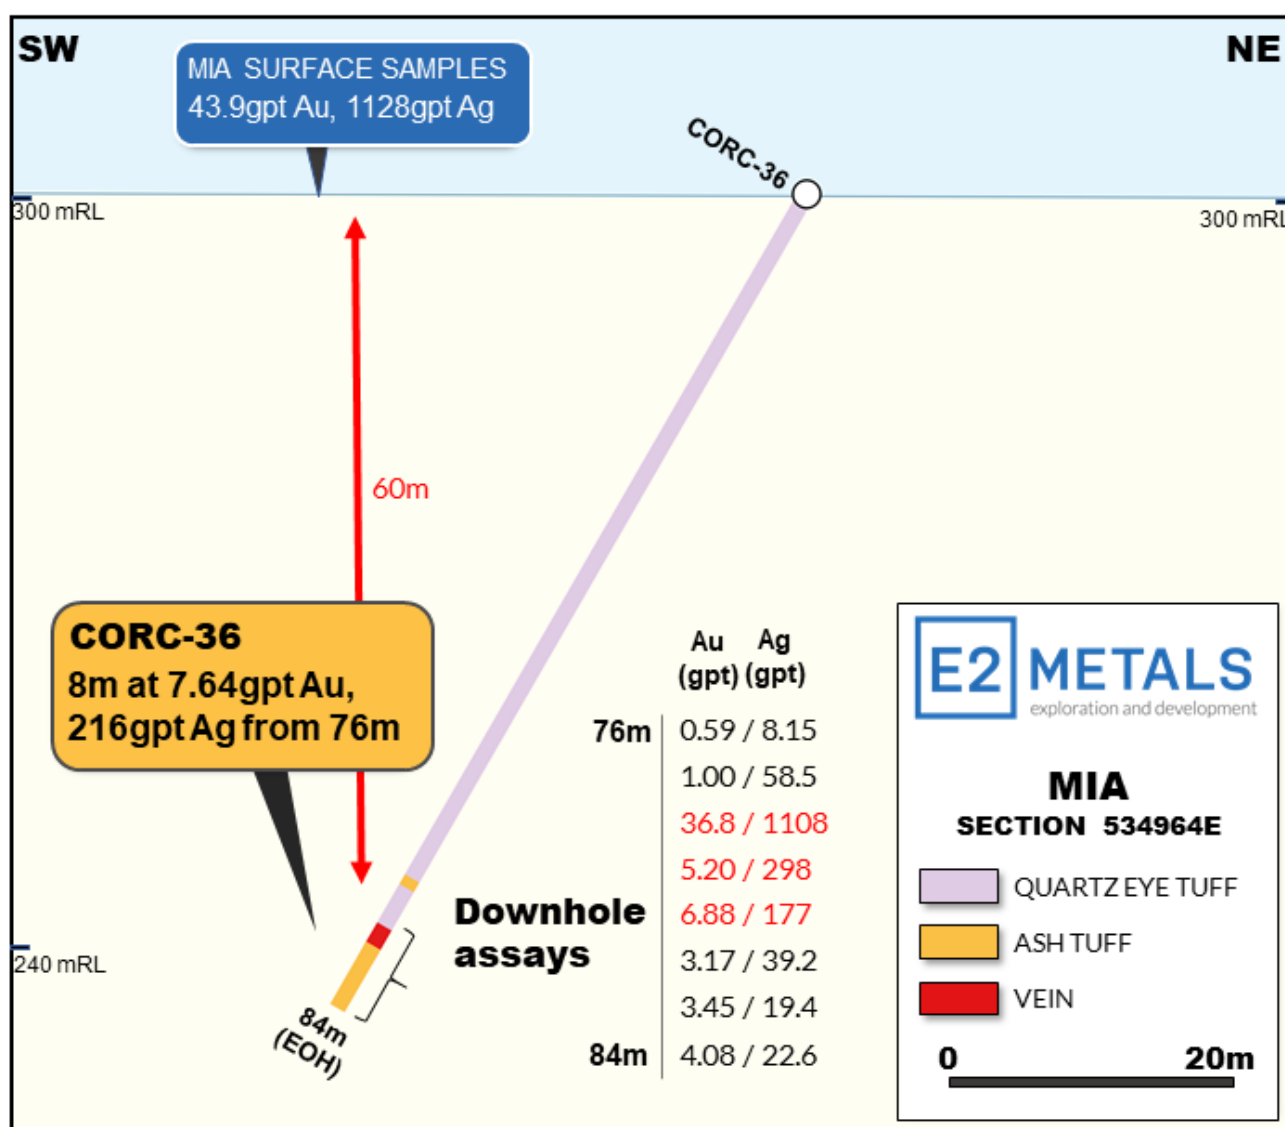 SW
NE
MIA SURFACE SAMPLES
43.9gpt Au, 1128gpt Ag
CORC-36
300 mRL
300 mRL
60m
CORC-36
8m at 7.64gpt Au,
216gpt Ag from 76m
Au Ag
(gpt) (gpt)
76m 0.59 / 8.15
1.00 / 58.5
36.8 / 1108
5.20 / 298
6.88 / 177
3.17 / 39.2
3.45 / 19.4
84m 4.08 / 22.6
Downhole
assays
240 mRL
84m
(EOH)
E2 METALS
exploration and development
MIA
SECTION 534964E
QUARTZ EYE TUFF
ASH TUFF
VEIN
0 20m